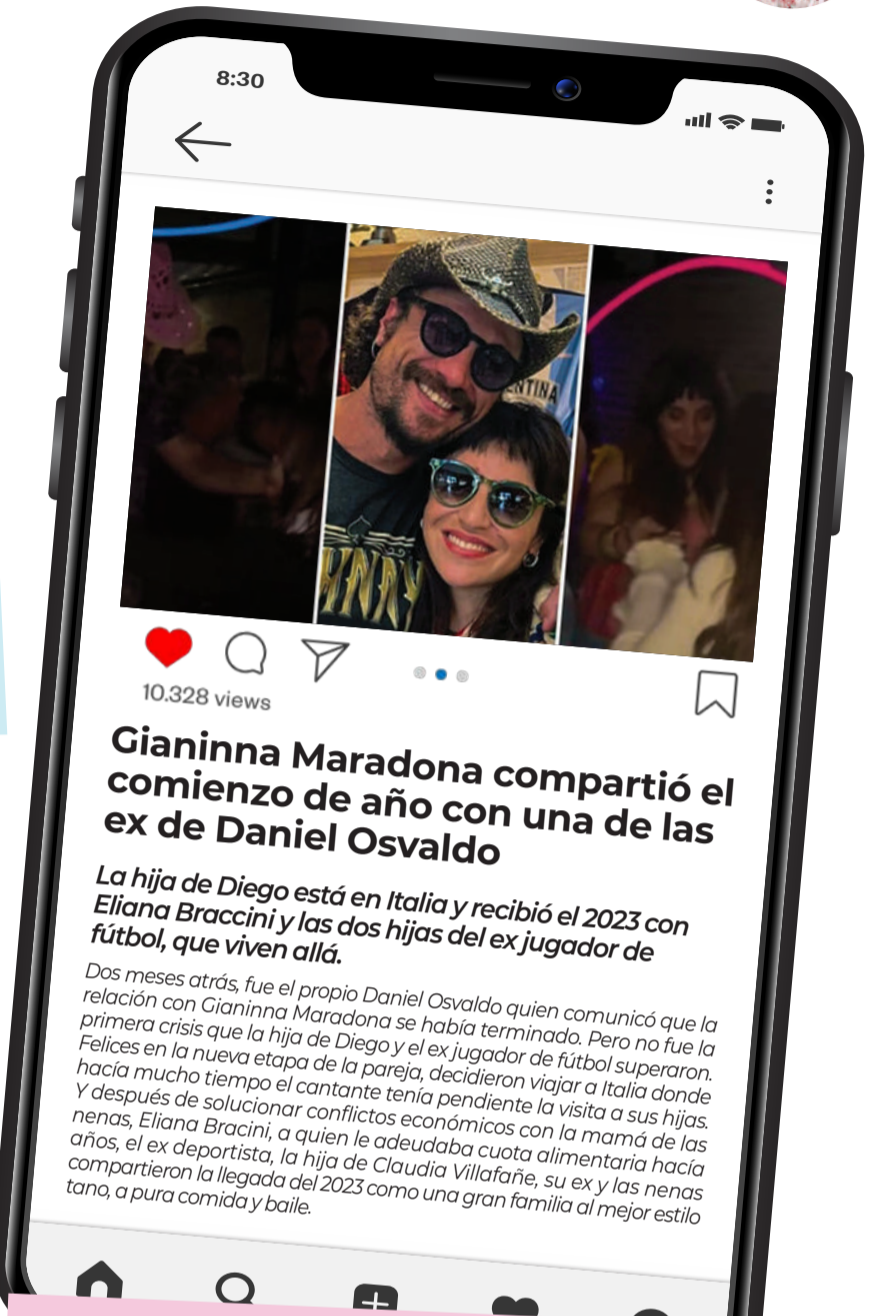 8:30
ENTINA
HNNY
10.328 views
Gianinna Maradona compartió el
comienzo de año con una de las
ex de Daniel Osvaldo
La hija de Diego está en Italia y recibió el 2023 con
Eliana Braccini y las dos hijas del ex jugador de
fútbol, que viven allá.
Dos meses atrás, fue el propio Daniel Osvaldo quien comunicó que la
relación con Gianinna Maradona se había terminado. Pero no fue la
primera crisis que la hija de Diego y el ex jugador de fútbol superaron.
Felices en la nueva etapa de la pareja, decidieron viajar a Italia donde
hacía mucho tiempo el cantante tenía pendiente la visita a sus hijas.
Y después de solucionar conflictos económicos con la mamá de las
nenas, Eliana Bracini, a quien le adeudaba cuota alimentaria hacía
años, el ex deportista, la hija de Claudia Villafañe, su ex y las nenas
compartieron la llegada del 2023 como una gran familia al mejor estilo
tano, a pura comida y baile.